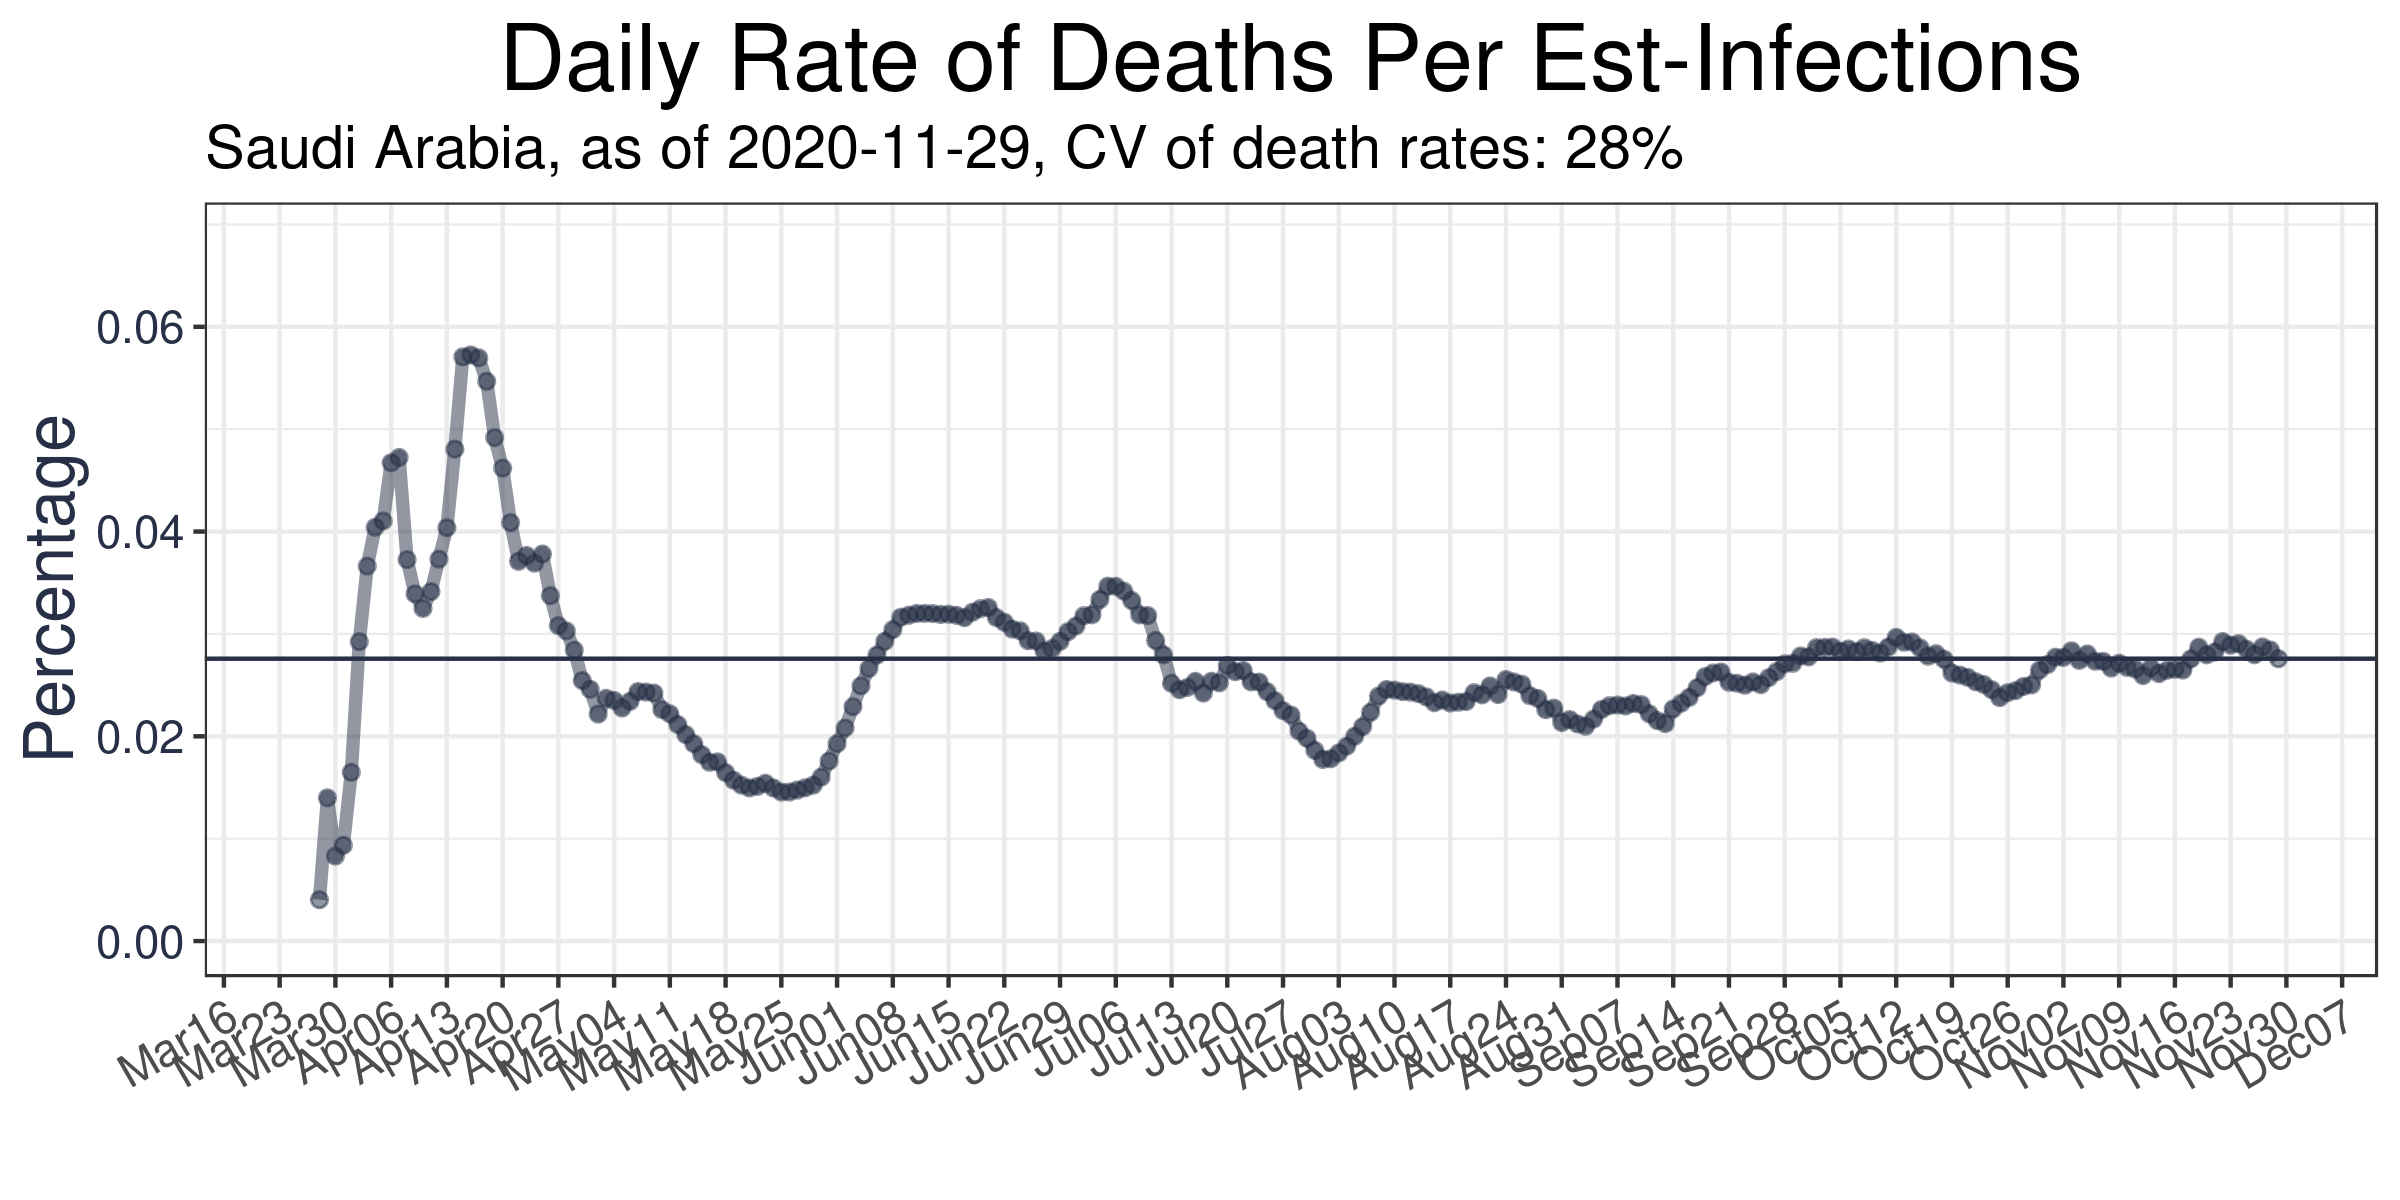 Daily Rate of Deaths Per Est-Infections
Saudi Arabia, as of 2020-11-29, CV of death rates: 28%
Percentage
0.06
0.04
0.02
0.00
Mar16
Mar23
Mar30
Apr06
Apr13
Apr20
Apr27
May04
May11
May18
May25
Jun01
Jun08
Jun15
Jun22
Jun29
Jul06
Jul13
Jul20
Jul27
Aug03
Aug10
Aug17
Aug24
Aug31
Sep07
Sep14
Sep21
Sep28
Oct05
Oct12
Oct19
Oct26
Nov02
Nov09
Nov16
Nov23
Nov30
Dec07